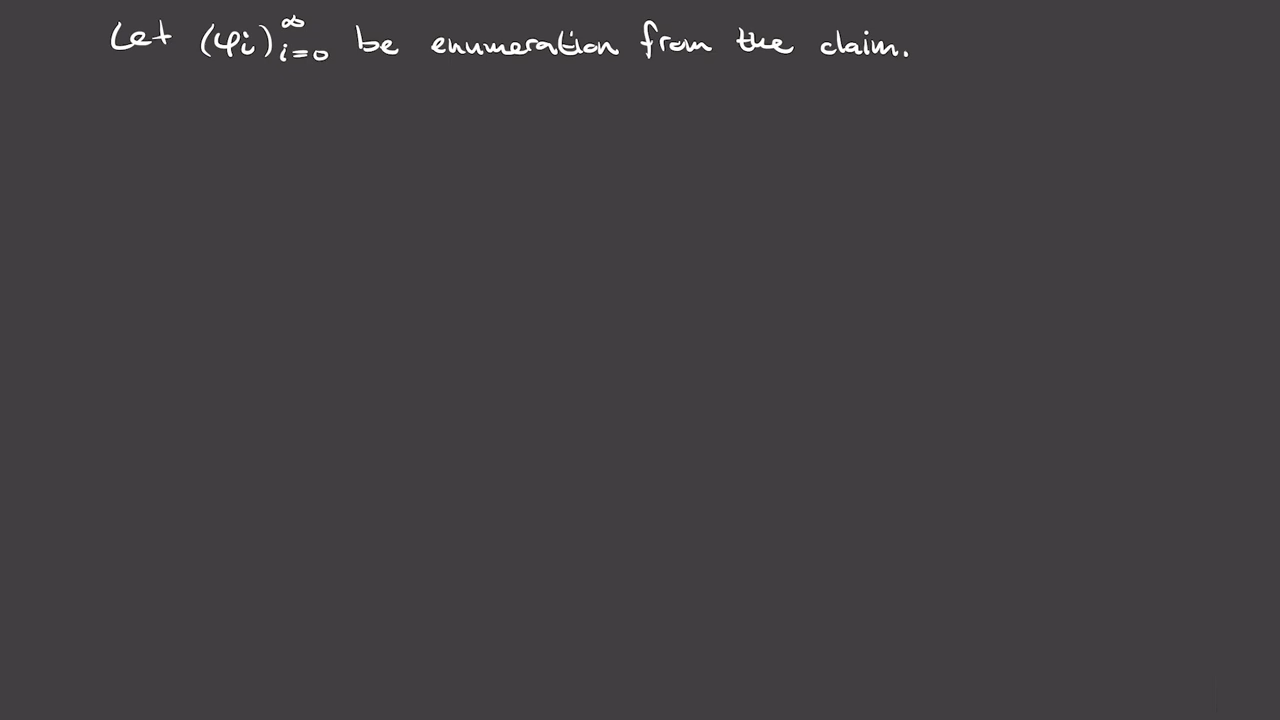 Let (φi)_{i=0}^∞ be enumeration from the claim.